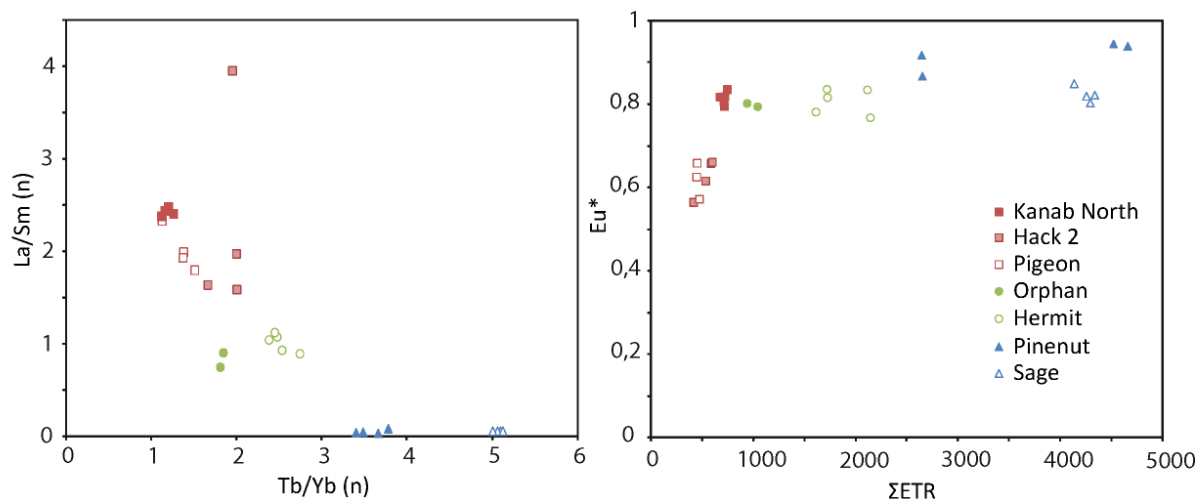 4
3
2
1
0
La/Sm (n)
0
1
2
3
4
5
6
Tb/Yb (n)
1
0,8
0,6
0,4
0,2
0
Eu*
0
1000
2000
3000
4000
5000
ΣETR
Kanab North
Hack 2
Pigeon
Orphan
Hermit
Pinenut
Sage